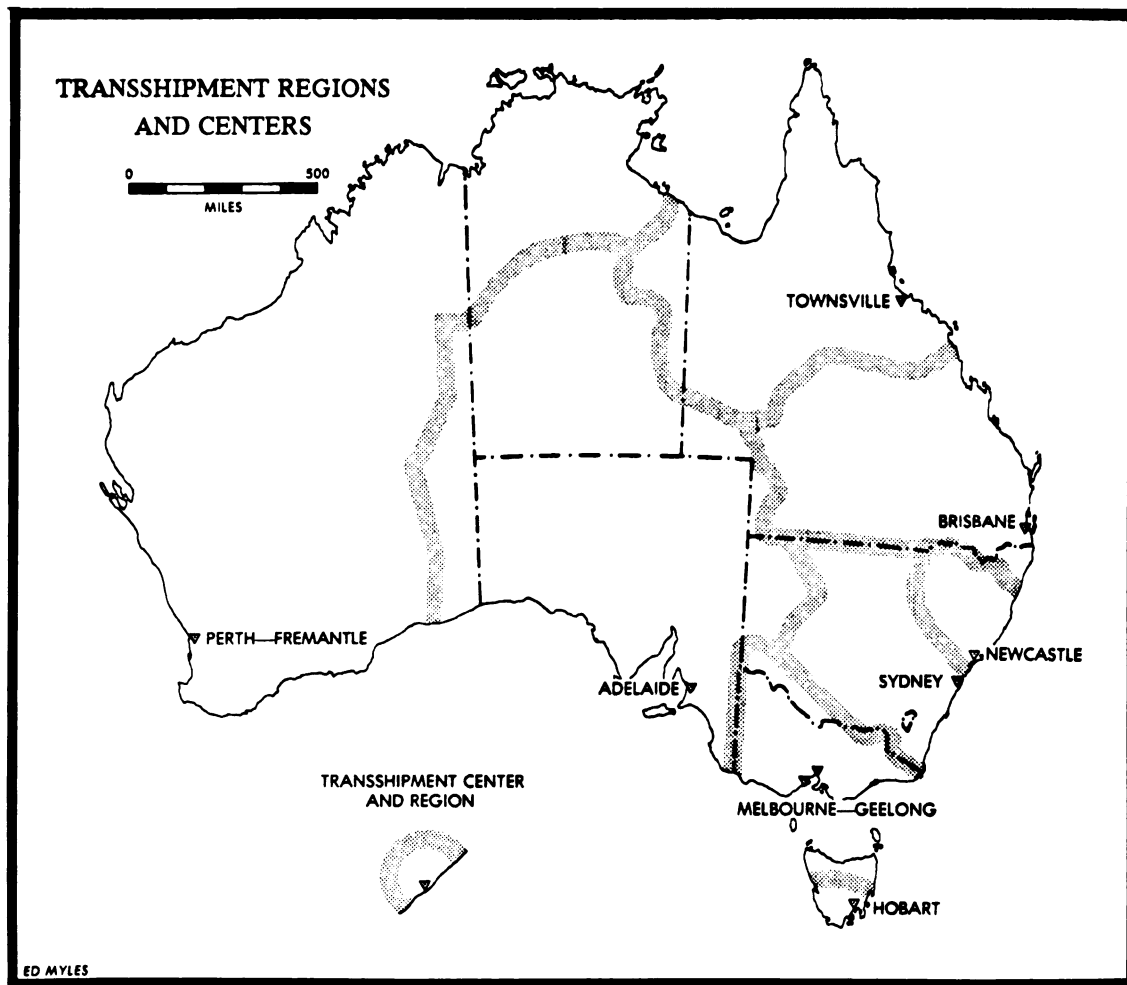 TRANSSHIPMENT REGIONS
AND CENTERS
0 500
MILES
TOWNSVILLE
BRISBANE
PERTH—FREMANTLE
NEWCASTLE
SYDNEY
ADELAIDE
TRANSSHIPMENT CENTER
AND REGION
MELBOURNE—GEELONG
HOBART
ED MYLES